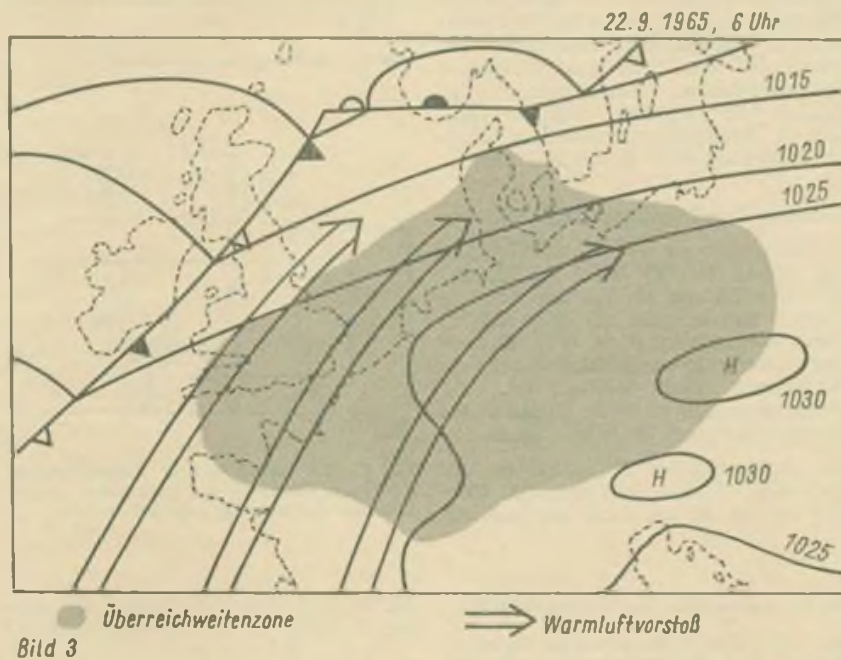 22.9.1965, 6 Uhr
1015
1020
1025
H
1030
H 1030
1025
Überreichweitenzone
Warmluftvorstoß
Bild 3